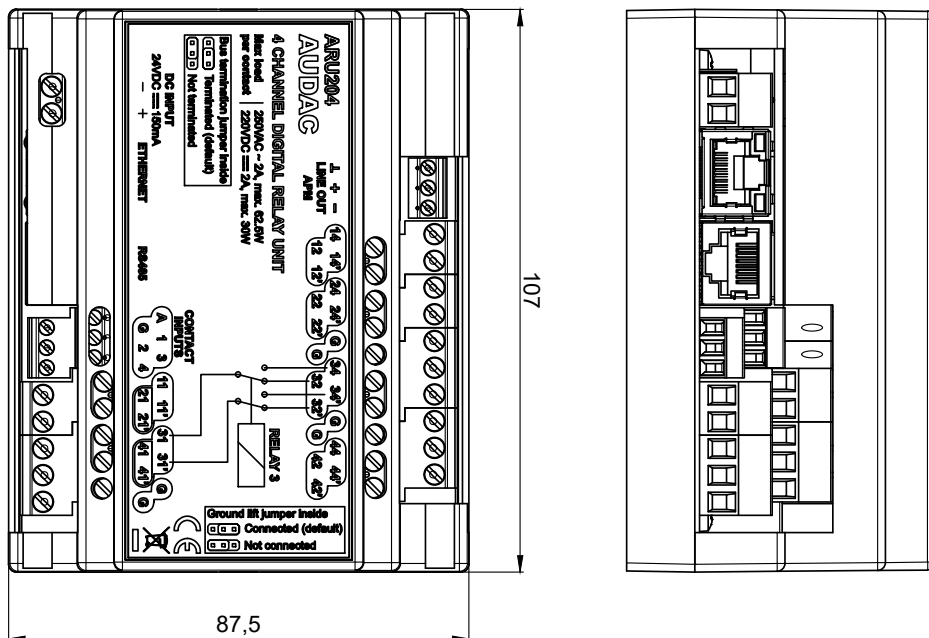 ARU204
AUDAC
4 CHANNEL DIGITAL RELAY UNIT
Max load per contact
250VAC ~ 2A, max. 62.5W
220VDC ⎓ 2A, max. 30W
Bus termination jumper inside
Terminated (default)
Not terminated
DC INPUT
24VDC ⎓ 150mA
− +
ETHERNET
RS485
⊥ + −
LINE OUT
APM
14 14' 24 24' G 34 34' G 44 44'
12 12' 22 22' G 32 32' G 42 42'
RELAY 3
CONTACT
INPUTS
A 1 3 11 11' 31 31' G
G 2 4 21 21' 41 41' G
Ground lift jumper inside
Connected (default)
Not connected
CE
107
87,5